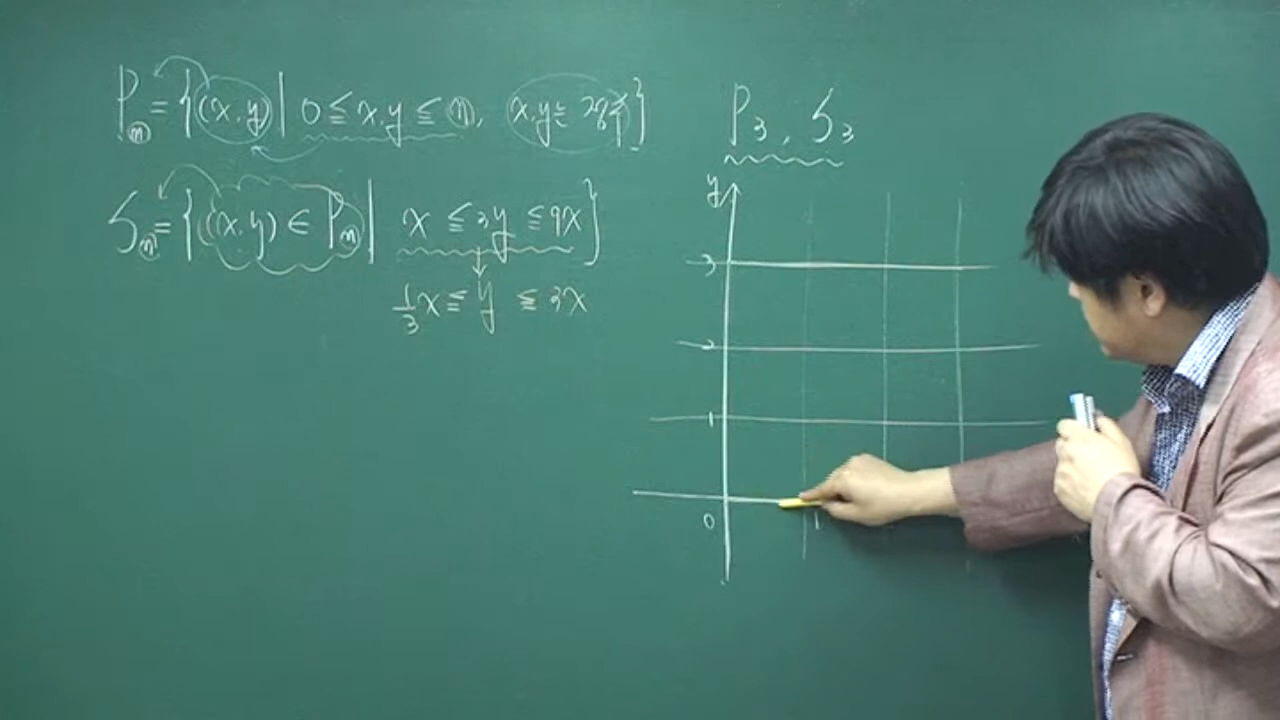 Pₙ = {(x,y) | 0 ≦ x,y ≦ n, x,y는 정수}
Sₙ = {(x,y) ∈ Pₙ | x ≦ 3y ≦ 9x}
1/3 x ≦ y ≦ 3x
P₃, S₃
y
3
2
1
0 1